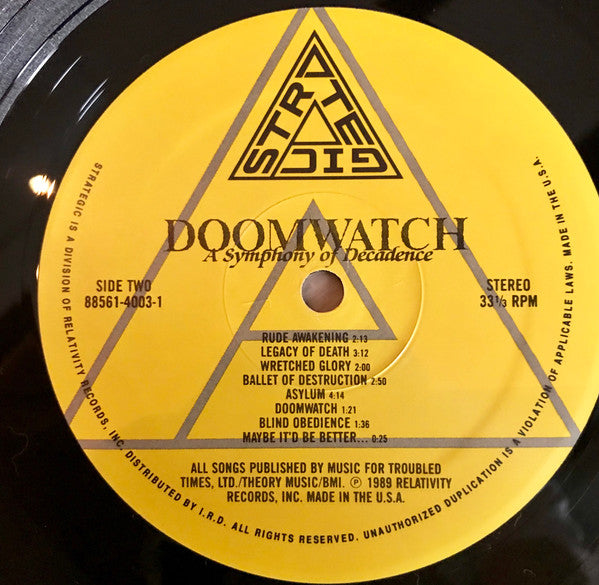 STRATEGIC
DOOMWATCH
A Symphony of Decadence
SIDE TWO
88561-4003-1
STEREO
33⅓ RPM
RUDE AWAKENING 2:13
LEGACY OF DEATH 3:12
WRETCHED GLORY 2:00
BALLET OF DESTRUCTION 2:50
ASYLUM 4:14
DOOMWATCH 1:21
BLIND OBEDIENCE 1:36
MAYBE IT'D BE BETTER... 0:25
ALL SONGS PUBLISHED BY MUSIC FOR TROUBLED
TIMES, LTD./THEORY MUSIC/BMI. ℗ 1989 RELATIVITY
RECORDS, INC. MADE IN THE U.S.A.
STRATEGIC IS A DIVISION OF RELATIVITY RECORDS, INC. DISTRIBUTED BY I.R.D. ALL RIGHTS RESERVED. UNAUTHORIZED DUPLICATION IS A VIOLATION OF APPLICABLE LAWS. MADE IN THE U.S.A.